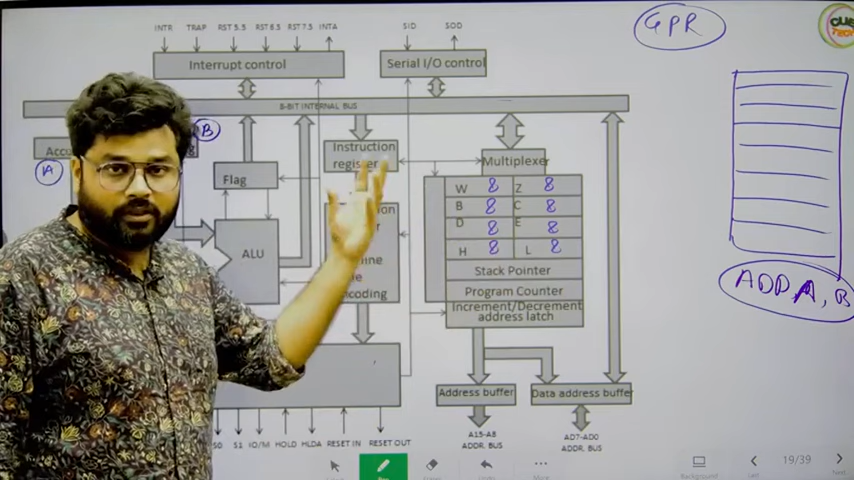 INTR TRAP RST 5.5 RST 6.5 RST 7.5 INTA SID SOD
GPR
Interrupt control
Serial I/O control
8-BIT INTERNAL BUS
B
A
Instruction
register
Multiplexer
Flag
W 8 Z 8
B 8 C 8
D 8 E 8
H 8 L 8
ALU
Stack Pointer
Program Counter
Increment/Decrement
address latch
ADD A, B
Address buffer
Data address buffer
S1 IO/M HOLD HLDA RESET IN RESET OUT
A15-A8
ADDR. BUS
AD7-AD0
ADDR. BUS
19/39
Background
More
Next